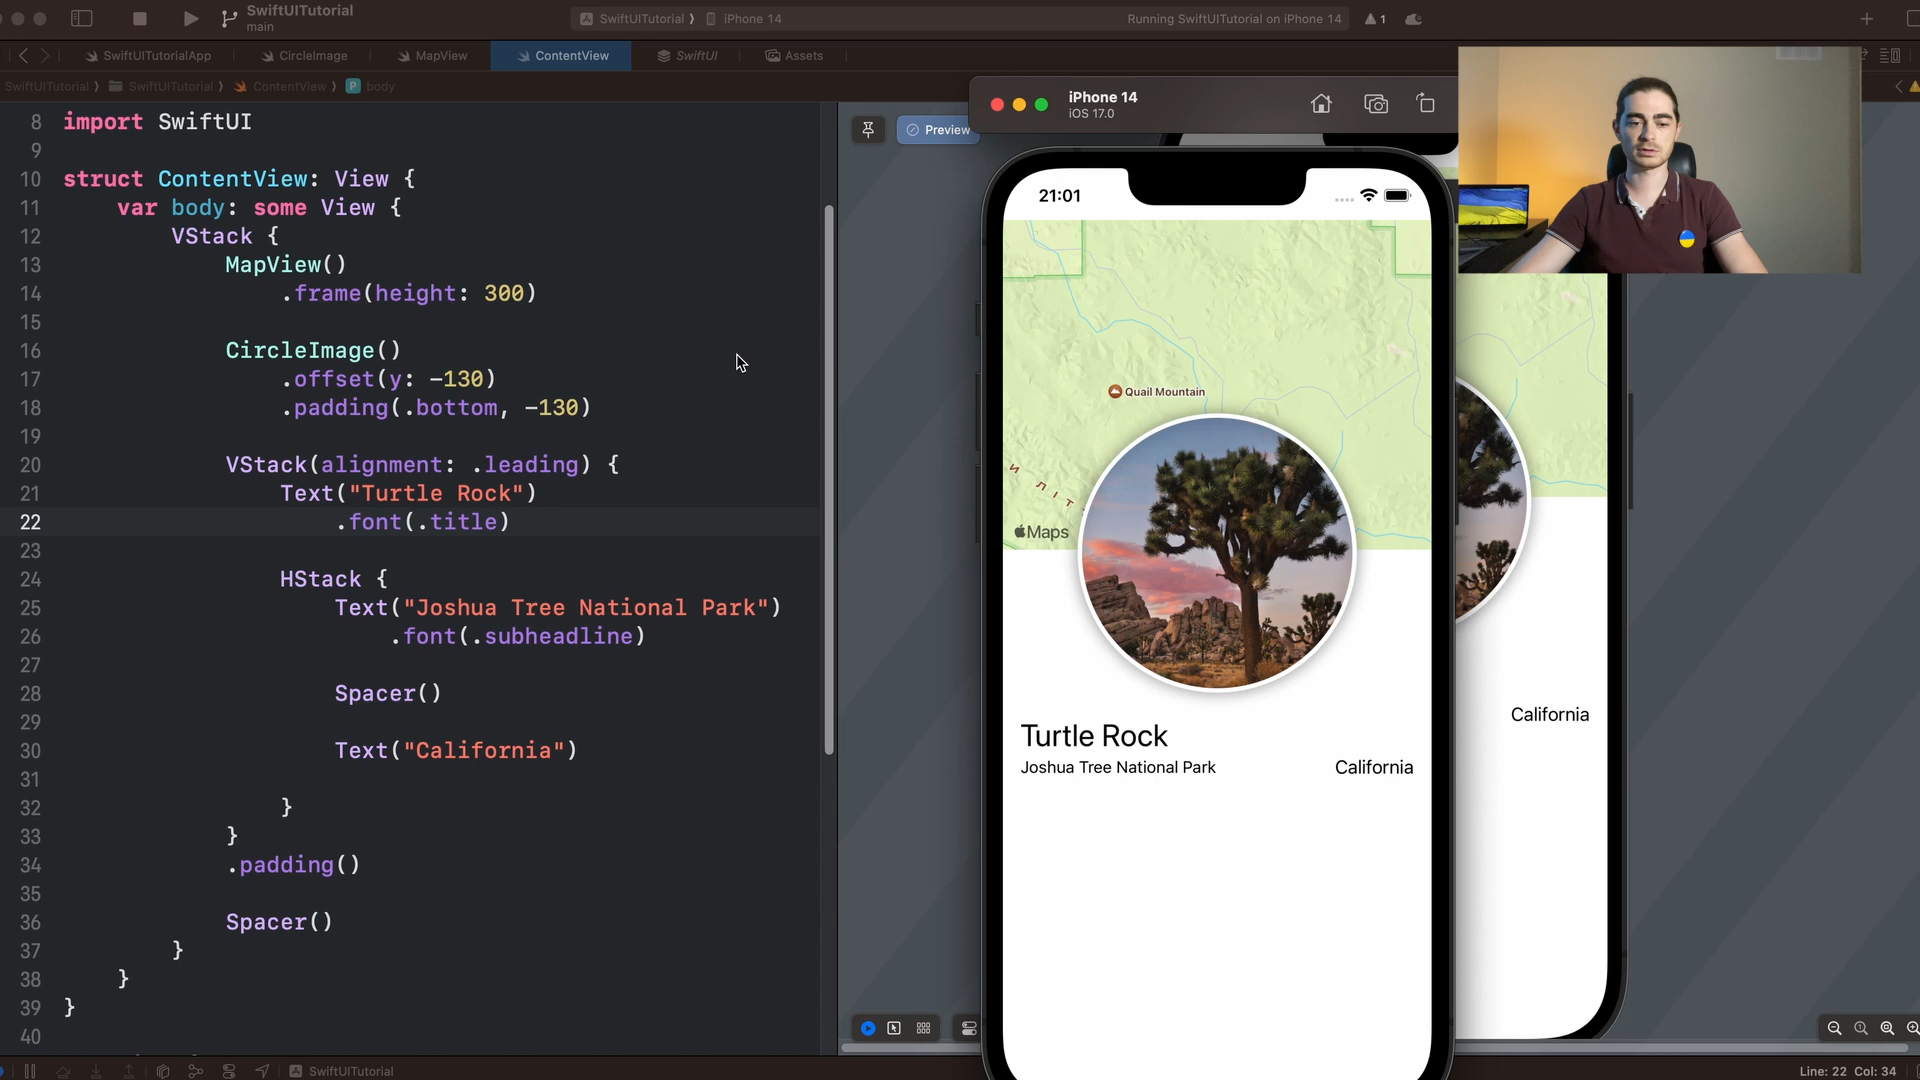 SwiftUITutorial
main
SwiftUITutorial ⟩ iPhone 14
Running SwiftUITutorial on iPhone 14
1
SwiftUITutorialApp
CircleImage
MapView
ContentView
SwiftUI
Assets
SwiftUITutorial ⟩ SwiftUITutorial ⟩ ContentView ⟩ P body
8 import SwiftUI
9
10 struct ContentView: View {
11 var body: some View {
12 VStack {
13 MapView()
14 .frame(height: 300)
15
16 CircleImage()
17 .offset(y: -130)
18 .padding(.bottom, -130)
19
20 VStack(alignment: .leading) {
21 Text("Turtle Rock")
22 .font(.title)
23
24 HStack {
25 Text("Joshua Tree National Park")
26 .font(.subheadline)
27
28 Spacer()
29
30 Text("California")
31
32 }
33 }
34 .padding()
35
36 Spacer()
37 }
38 }
39 }
40
Preview
iPhone 14
iOS 17.0
21:01
Quail Mountain
И Л І Т
Maps
Turtle Rock
Joshua Tree National Park
California
California
SwiftUITutorial
Line: 22 Col: 34